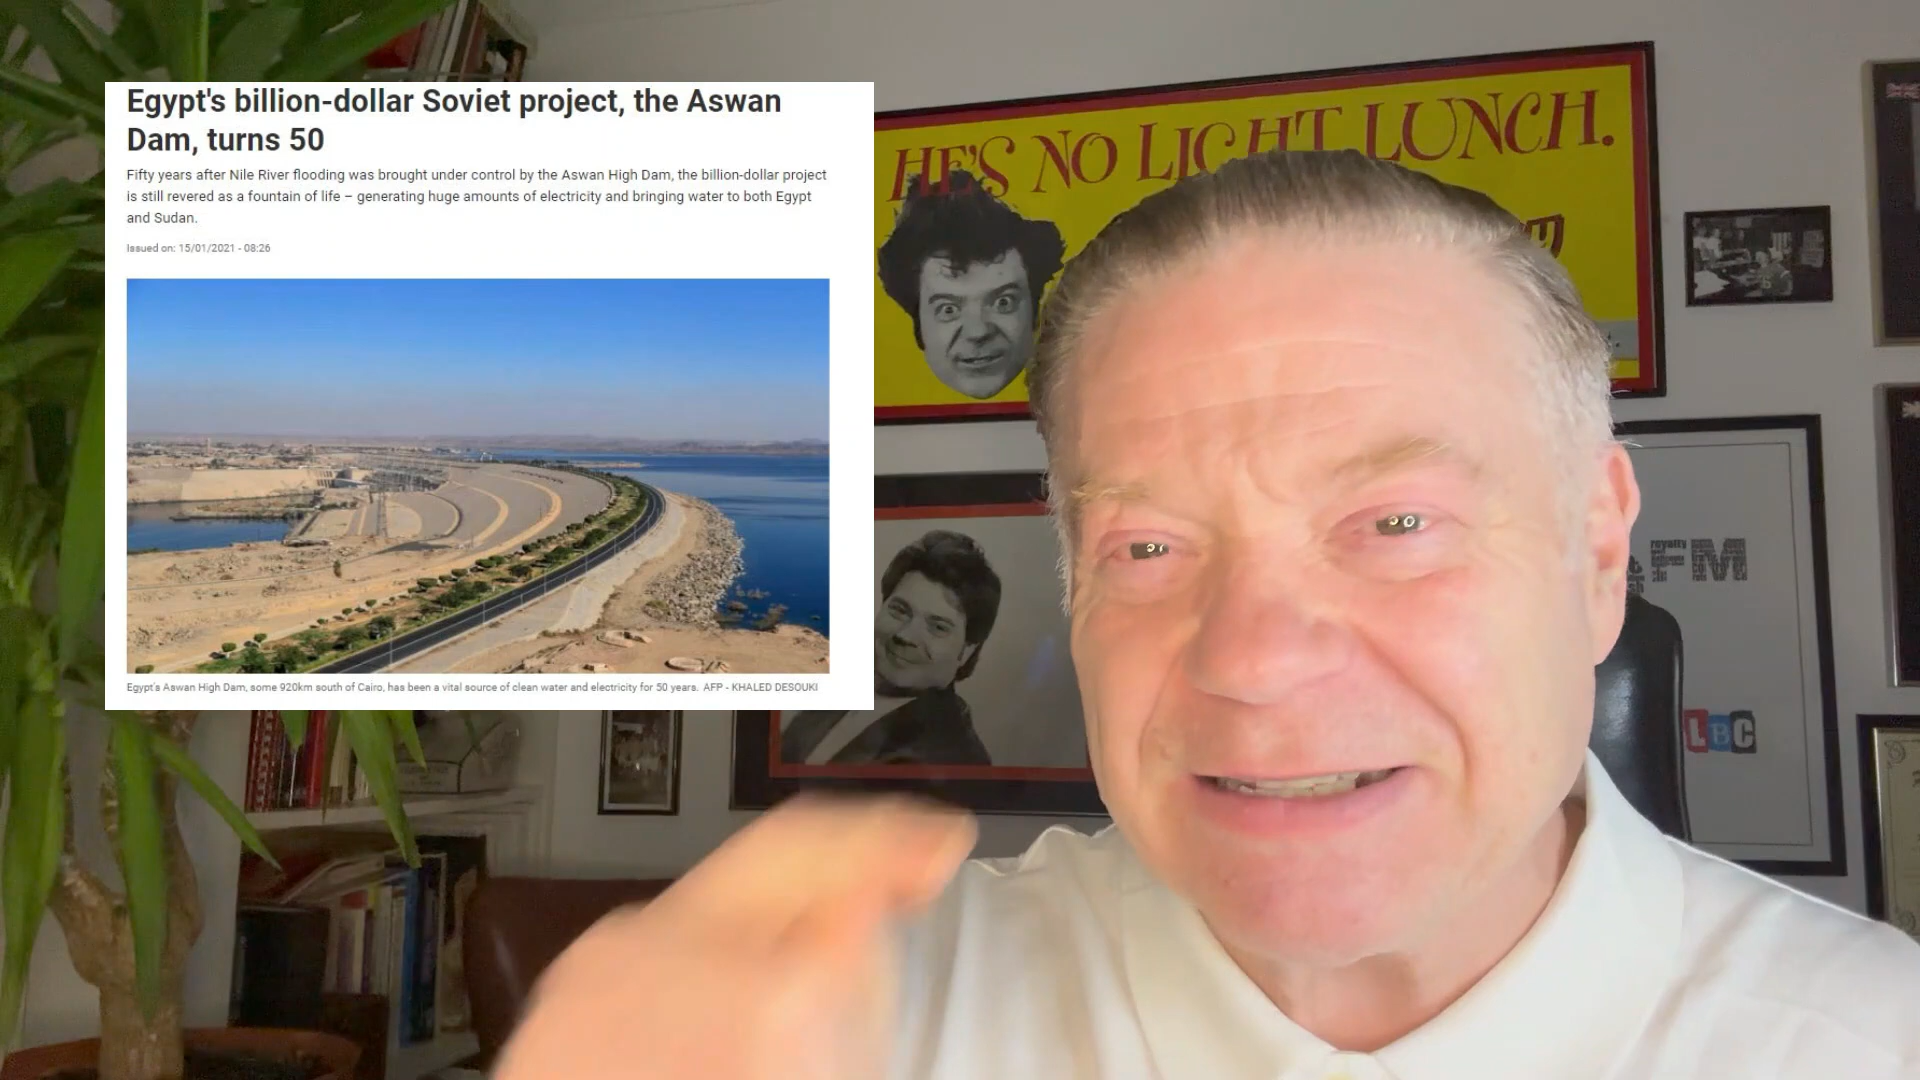 Egypt's billion-dollar Soviet project, the Aswan
Dam, turns 50
Fifty years after Nile River flooding was brought under control by the Aswan High Dam, the billion-dollar project
is still revered as a fountain of life – generating huge amounts of electricity and bringing water to both Egypt
and Sudan.
Issued on: 15/01/2021 - 08:26
Egypt's Aswan High Dam, some 920km south of Cairo, has been a vital source of clean water and electricity for 50 years. AFP - KHALED DESOUKI
HE'S NO LIGHT LUNCH.
royalty
FM
LBC